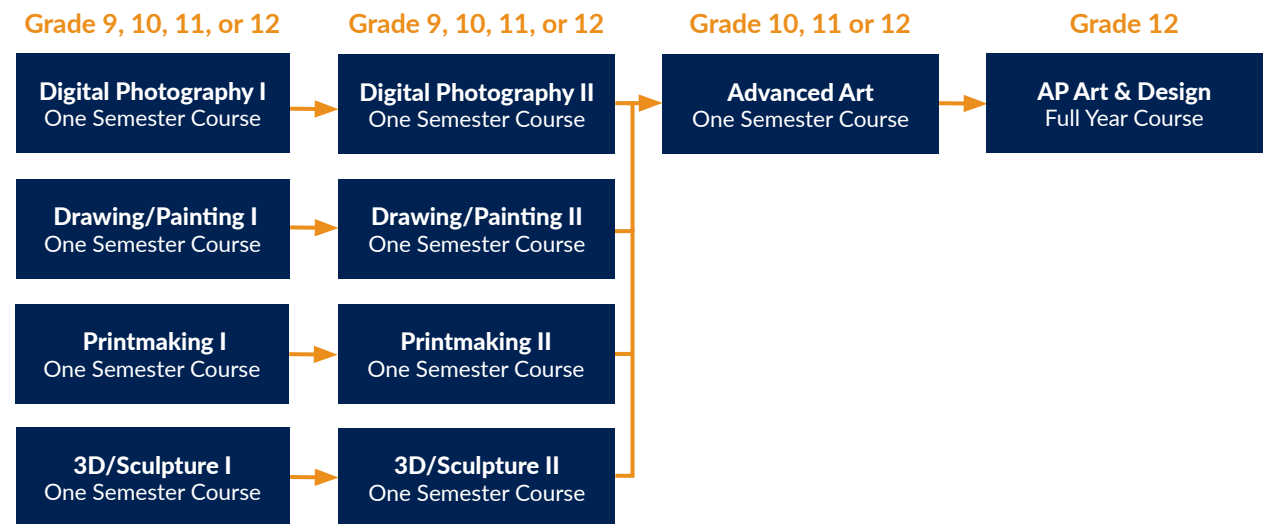 Grade 9, 10, 11, or 12
Grade 9, 10, 11, or 12
Grade 10, 11 or 12
Grade 12
Digital Photography I
One Semester Course
Digital Photography II
One Semester Course
Advanced Art
One Semester Course
AP Art & Design
Full Year Course
Drawing/Painting I
One Semester Course
Drawing/Painting II
One Semester Course
Printmaking I
One Semester Course
Printmaking II
One Semester Course
3D/Sculpture I
One Semester Course
3D/Sculpture II
One Semester Course